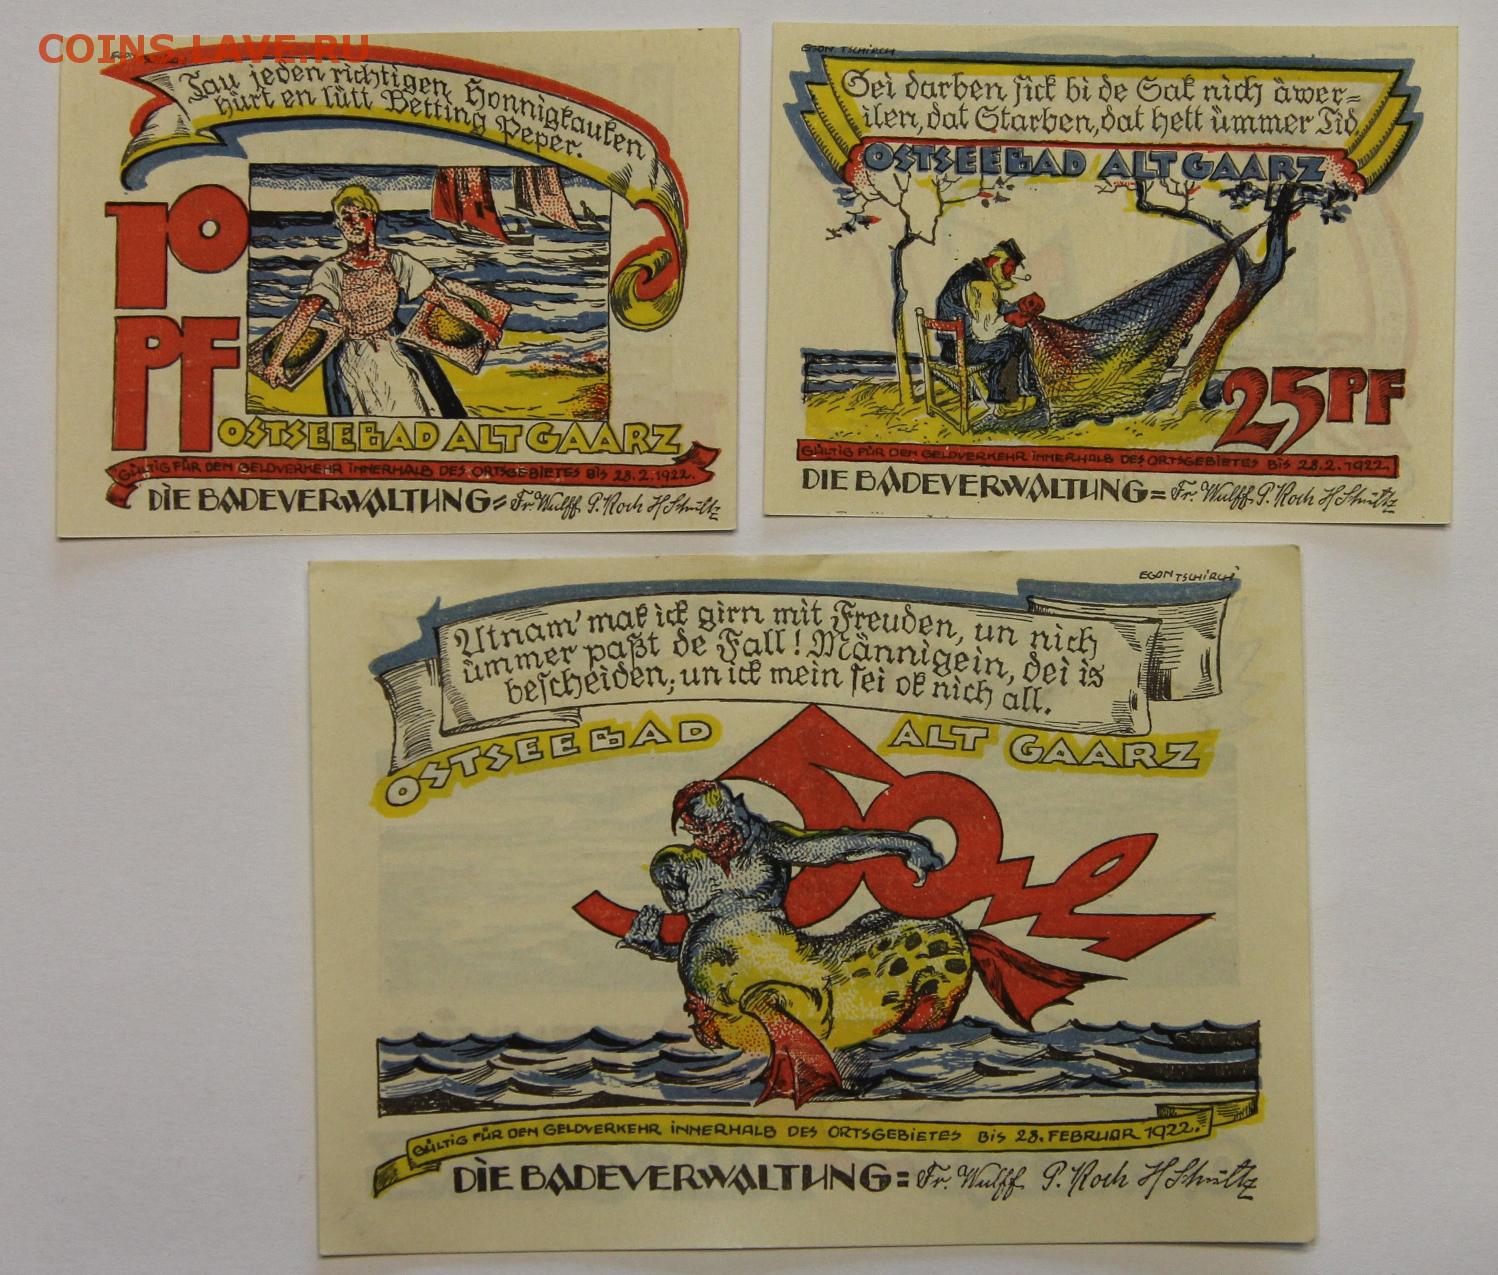 COINS.LAVE.RU
Tau jeden richtigen Honnigkauken
hürt en lütt Betting Peper.
10
PF
OSTSEEBAD ALT GAARZ
GÜLTIG FÜR DEN GELDVERKEHR INNERHALB DES ORTSGEBIETES BIS 28.2.1922.
DIE BADEVERWALTUNG = Fr. Wulff P. Koch H Schultz
EGON TSCHIRCH
Sei darben sick bi de Sak nich äwer=
ilen, dat Starben, dat hett ümmer Tid
OSTSEEBAD ALT GAARZ
25 PF
GÜLTIG FÜR DEN GELDVERKEHR INNERHALB DES ORTSGEBIETES BIS 28.2.1922.
DIE BADEVERWALTUNG = Fr. Wulff P. Koch H Schultz
EGON TSCHIRCH
Utnam' mak ick girn mit Freuden, un nich
ümmer paßt de Fall! Männigein, dei is
bescheiden; un ick mein sei ok nich all.
OSTSEEBAD ALT GAARZ
50
GÜLTIG FÜR DEN GELDVERKEHR INNERHALB DES ORTSGEBIETES BIS 28. FEBRUAR 1922.
DIE BADEVERWALTUNG = Fr. Wulff P. Koch H Schultz